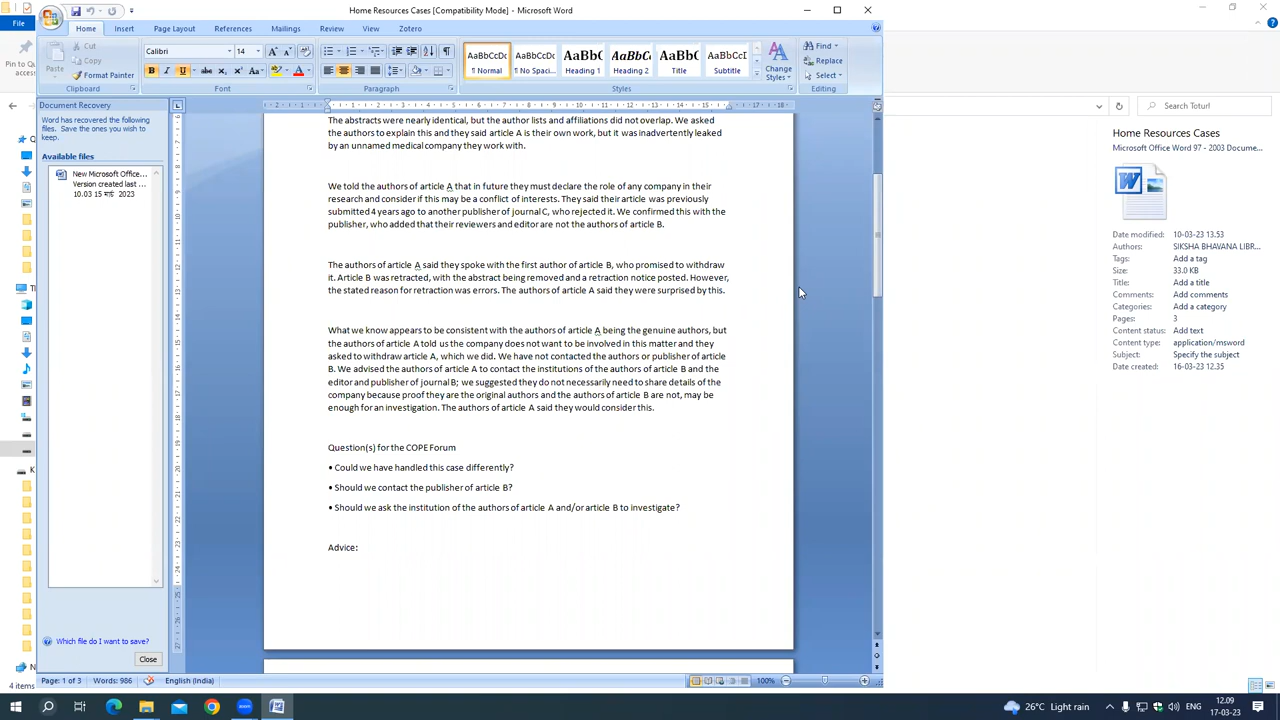 Home Resources Cases [Compatibility Mode] - Microsoft Word
File
Home Insert Page Layout References Mailings Review View Zotero
Pin to Quick access
Paste
Cut
Copy
Format Painter
Clipboard
Calibri
14
Font
Paragraph
AaBbCcDc AaBbCcDc AaBbC AaBbCc AaBbC AaBbCcI
¶ Normal ¶ No Spaci... Heading 1 Heading 2 Title Subtitle
Change Styles
Styles
Find
Replace
Select
Editing
Document Recovery
Word has recovered the following
files. Save the ones you wish to
keep.
Available files
New Microsoft Office...
Version created last ...
10.03 15 मार्च 2023
Which file do I want to save?
Close
The abstracts were nearly identical, but the author lists and affiliations did not overlap. We asked
the authors to explain this and they said article A is their own work, but it was inadvertently leaked
by an unnamed medical company they work with.
We told the authors of article A that in future they must declare the role of any company in their
research and consider if this may be a conflict of interests. They said their article was previously
submitted 4 years ago to another publisher of journal C, who rejected it. We confirmed this with the
publisher, who added that their reviewers and editor are not the authors of article B.
The authors of article A said they spoke with the first author of article B, who promised to withdraw
it. Article B was retracted, with the abstract being removed and a retraction notice posted. However,
the stated reason for retraction was errors. The authors of article A said they were surprised by this.
What we know appears to be consistent with the authors of article A being the genuine authors, but
the authors of article A told us the company does not want to be involved in this matter and they
asked to withdraw article A, which we did. We have not contacted the authors or publisher of article
B. We advised the authors of article A to contact the institutions of the authors of article B and the
editor and publisher of journal B; we suggested they do not necessarily need to share details of the
company because proof they are the original authors and the authors of article B are not, may be
enough for an investigation. The authors of article A said they would consider this.
Question(s) for the COPE Forum
• Could we have handled this case differently?
• Should we contact the publisher of article B?
• Should we ask the institution of the authors of article A and/or article B to investigate?
Advice:
Page: 1 of 3 Words: 986 English (India) 100%
4 items
Search Toturl
Home Resources Cases
Microsoft Office Word 97 - 2003 Docume...
Date modified: 10-03-23 13.53
Authors: SIKSHA BHAVANA LIBR...
Tags: Add a tag
Size: 33.0 KB
Title: Add a title
Comments: Add comments
Categories: Add a category
Pages: 3
Content status: Add text
Content type: application/msword
Subject: Specify the subject
Date created: 16-03-23 12.35
26°C Light rain
ENG
12.09
17-03-23